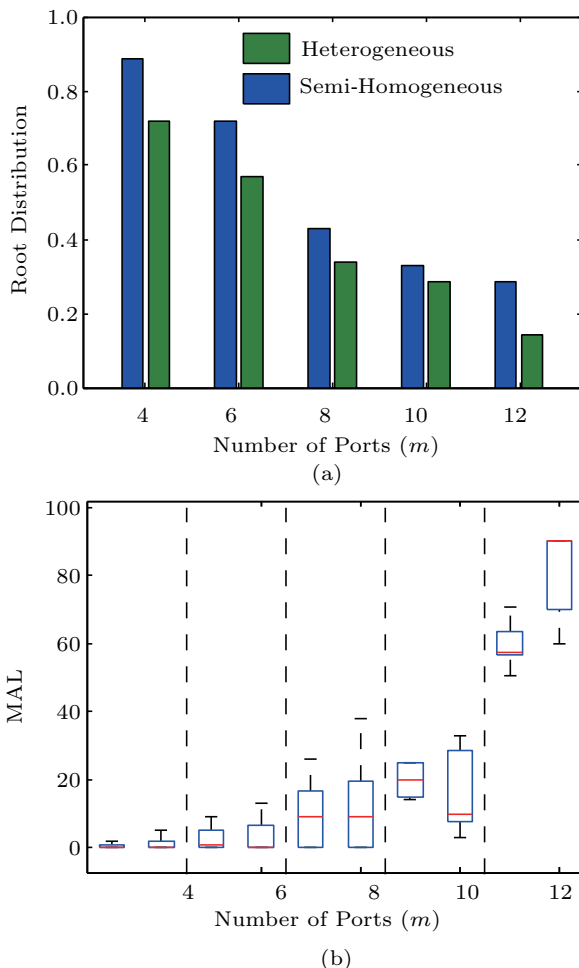 1.0
0.8
0.6
0.4
0.2
0.0
Root Distribution
Heterogeneous
Semi-Homogeneous
4 6 8 10 12
Number of Ports (m)
(a)
100
80
60
40
20
0
MAL
4 6 8 10 12
Number of Ports (m)
(b)